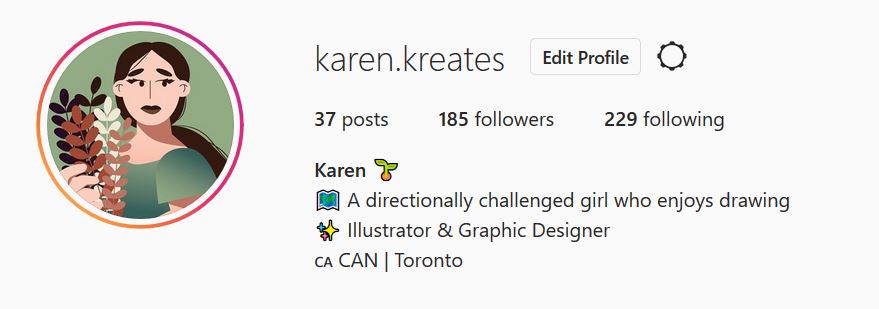 karen.kreates Edit Profile
37 posts 185 followers 229 following
Karen 🌱
🗺️ A directionally challenged girl who enjoys drawing
✨ Illustrator & Graphic Designer
CA CAN | Toronto